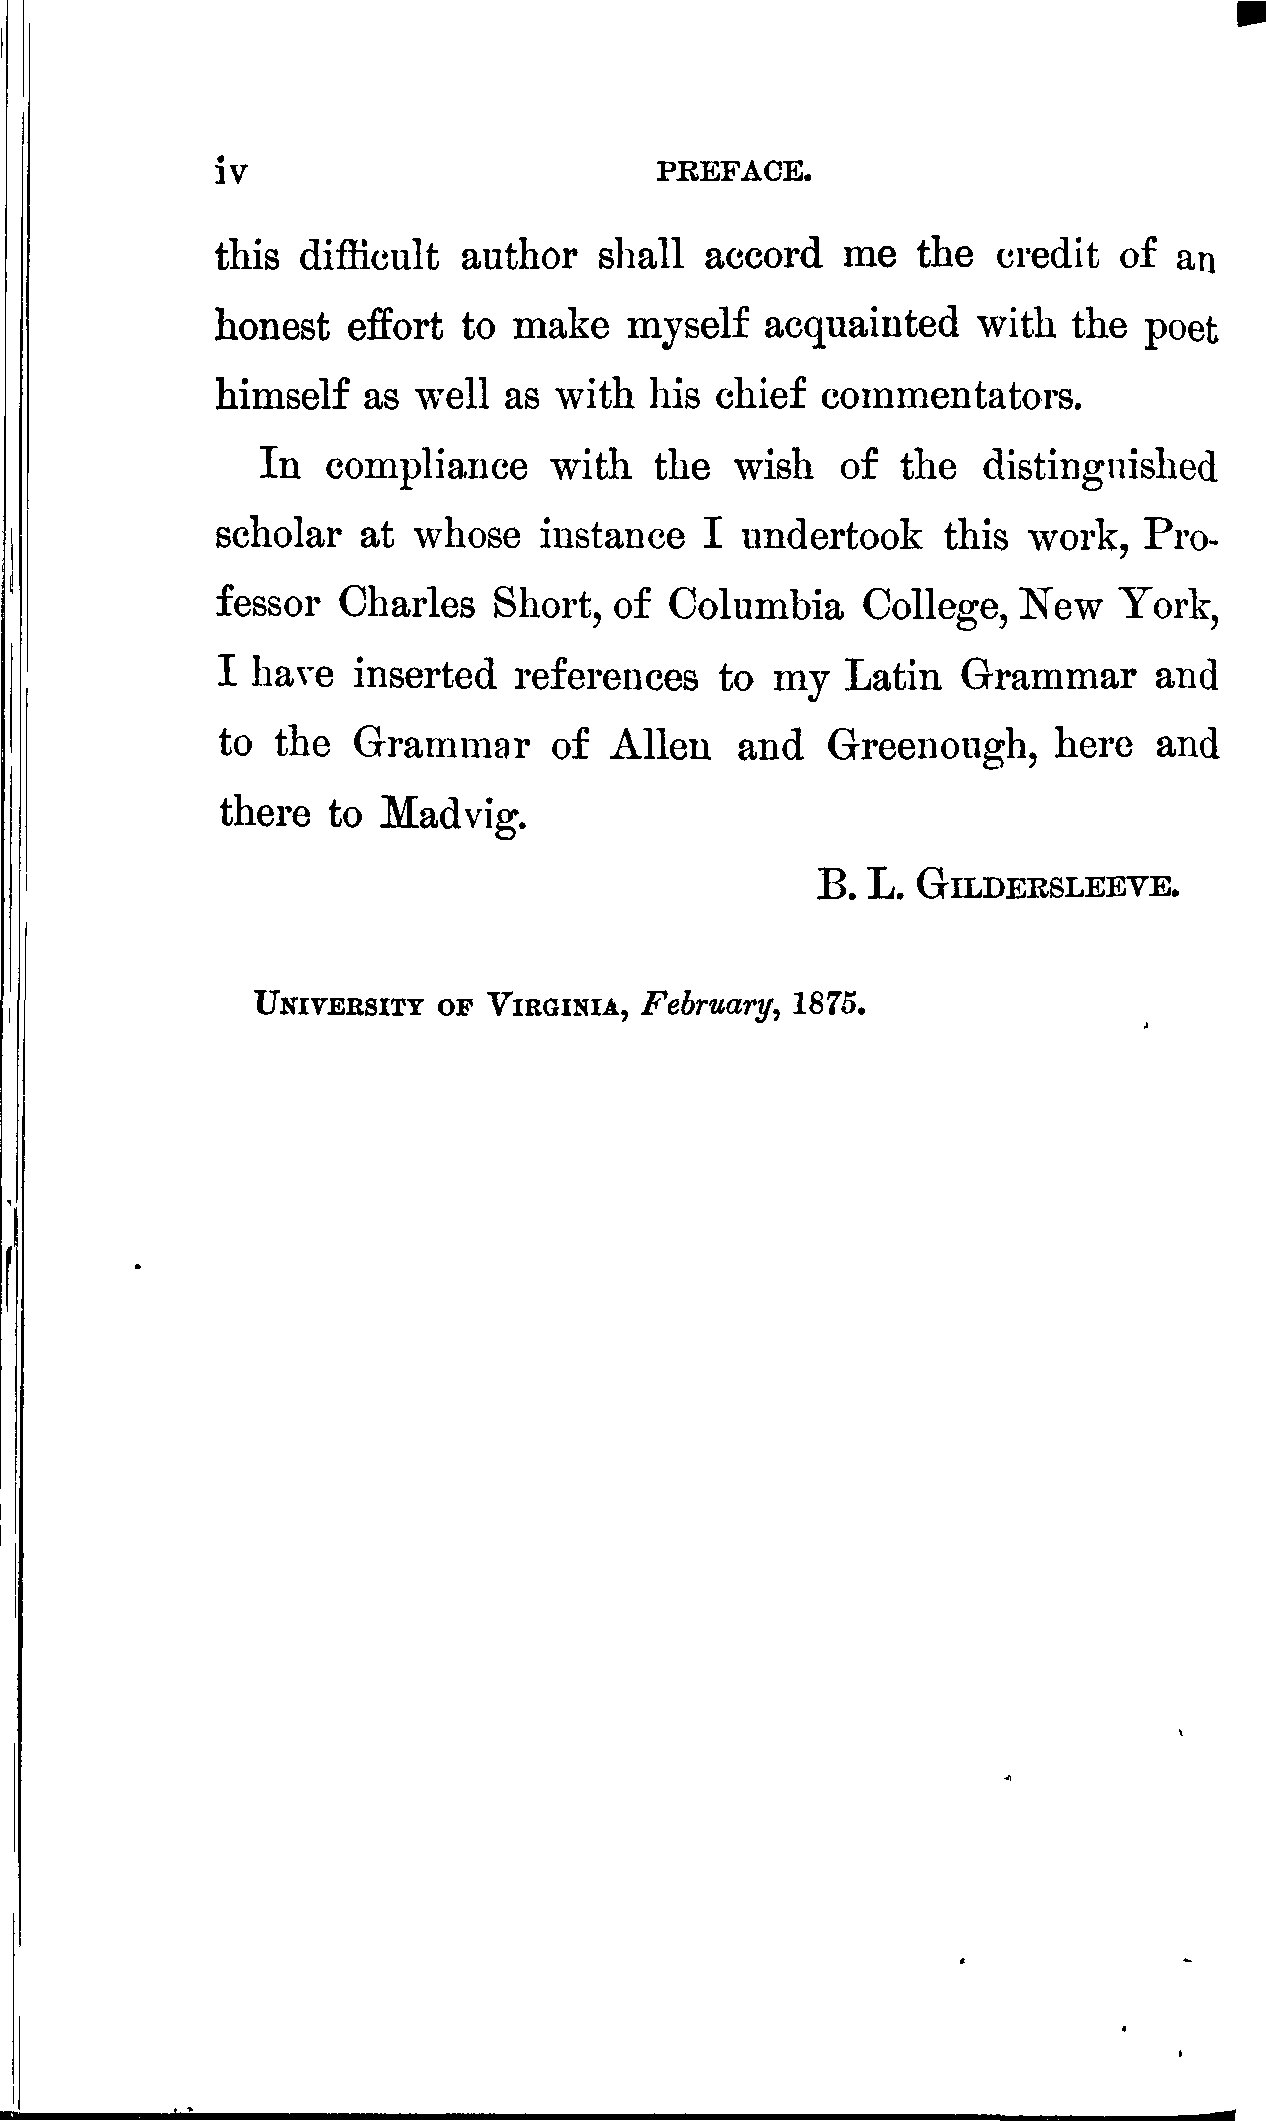 iv PREFACE.
this difficult author shall accord me the credit of an
honest effort to make myself acquainted with the poet
himself as well as with his chief commentators.
In compliance with the wish of the distinguished
scholar at whose instance I undertook this work, Pro-
fessor Charles Short, of Columbia College, New York,
I have inserted references to my Latin Grammar and
to the Grammar of Allen and Greenough, here and
there to Madvig.
B. L. GILDERSLEEVE.
UNIVERSITY OF VIRGINIA, February, 1875.